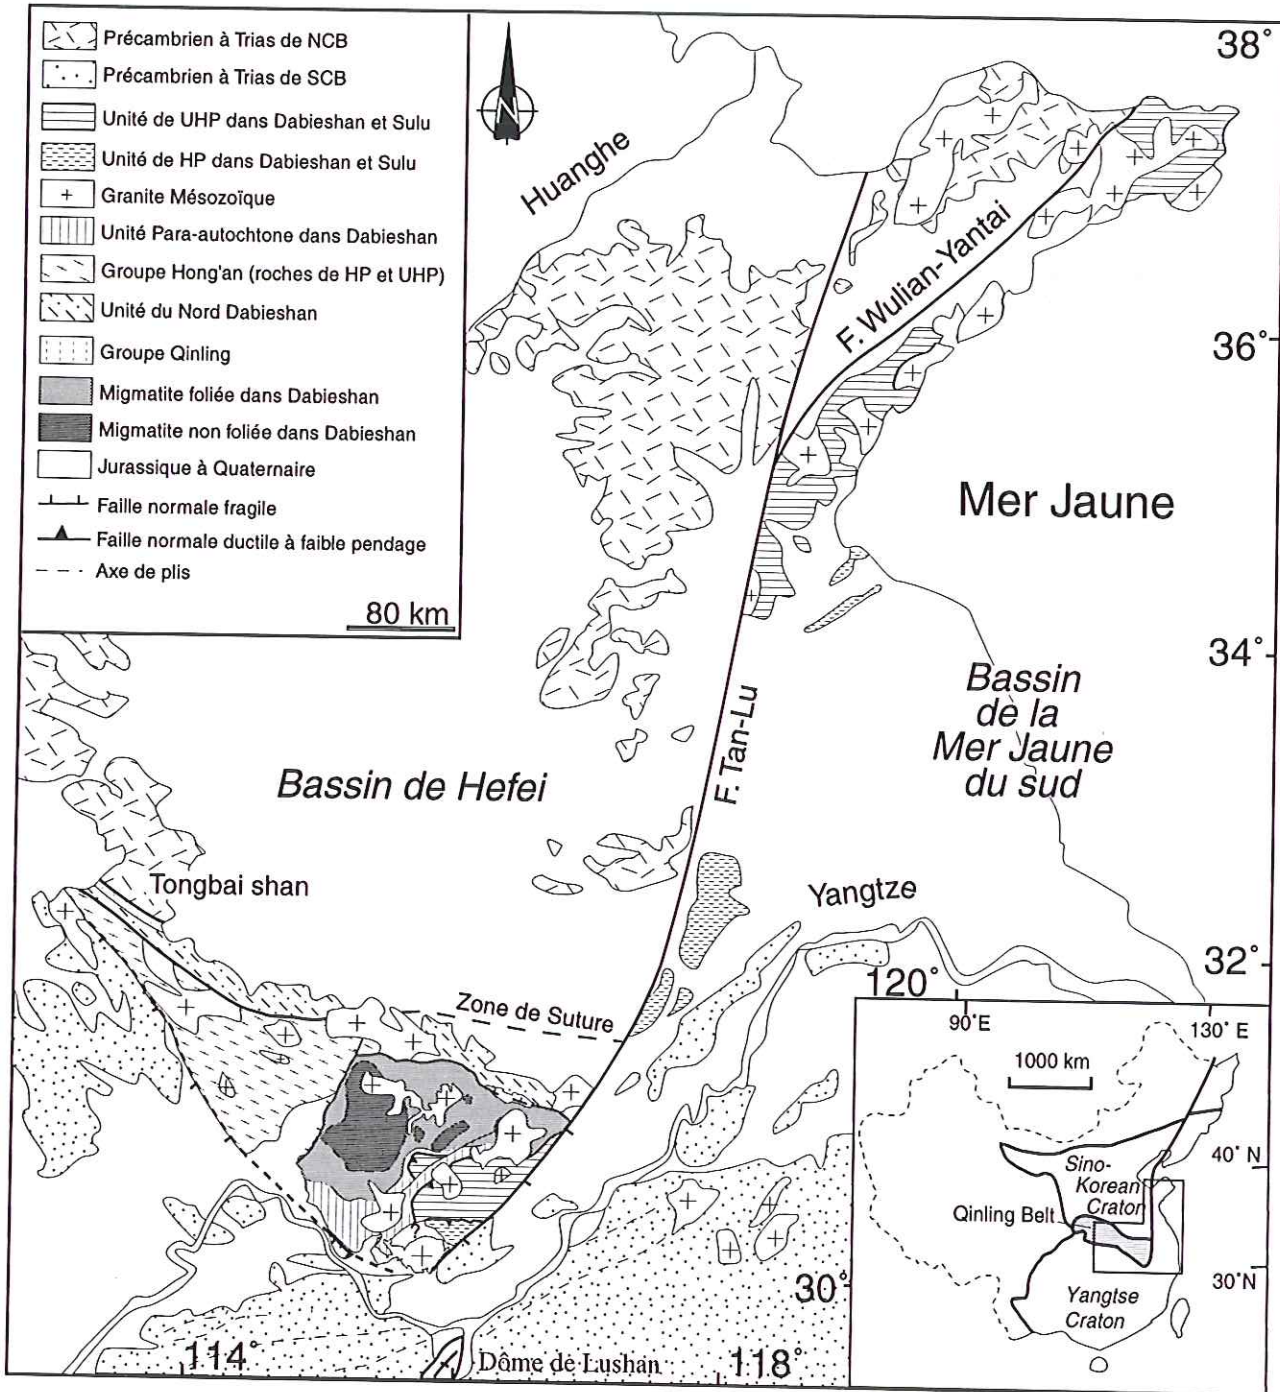 Précambrien à Trias de NCB
Précambrien à Trias de SCB
Unité de UHP dans Dabieshan et Sulu
Unité de HP dans Dabieshan et Sulu
Granite Mésozoïque
Unité Para-autochtone dans Dabieshan
Groupe Hong'an (roches de HP et UHP)
Unité du Nord Dabieshan
Groupe Qinling
Migmatite foliée dans Dabieshan
Migmatite non foliée dans Dabieshan
Jurassique à Quaternaire
Faille normale fragile
Faille normale ductile à faible pendage
Axe de plis
80 km
N
38°
Huanghe
F. Wulian-Yantai
36°
Mer Jaune
34°
Bassin
de la
Mer Jaune
du sud
F. Tan-Lu
Bassin de Hefei
Tongbai shan
Yangtze
32°
120°
Zone de Suture
?
30°
114°
Dôme de Lushan
118°
90°E
130° E
1000 km
40° N
Sino-
Korean
Craton
Qinling Belt
30°N
Yangtse
Craton